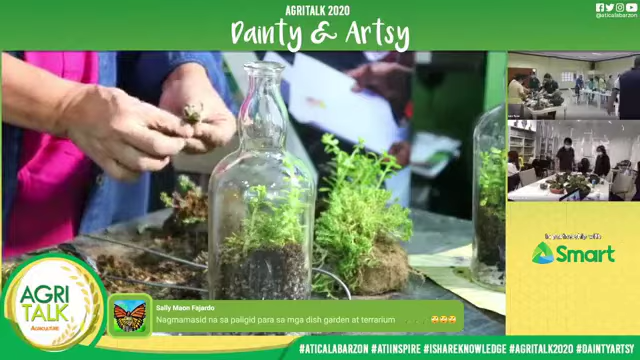 AGRITALK 2020
Dainty & Artsy
@aticalabarzon
Smart
AGRI
TALK
AGRICULTURE
Sally Maon Fajardo
Nagmamasid na sa paligid para sa mga dish garden at terrarium
#ATICALABARZON #ATIINSPIRE #ISHAREKNOWLEDGE #AGRITALK2020 #DAINTYARTSY